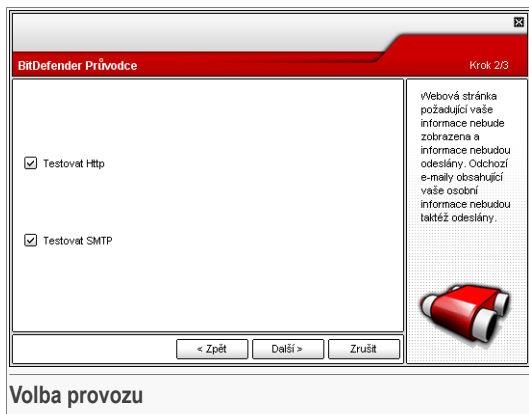 BitDefender Průvodce
Krok 2/3
Testovat Http
Testovat SMTP
Webová stránka
požadující vaše
informace nebude
zobrazena a
informace nebudou
odeslány. Odchozí
e-maily obsahující
vaše osobní
informace nebudou
taktéž odeslány.
< Zpět
Další >
Zrušit
Volba provozu